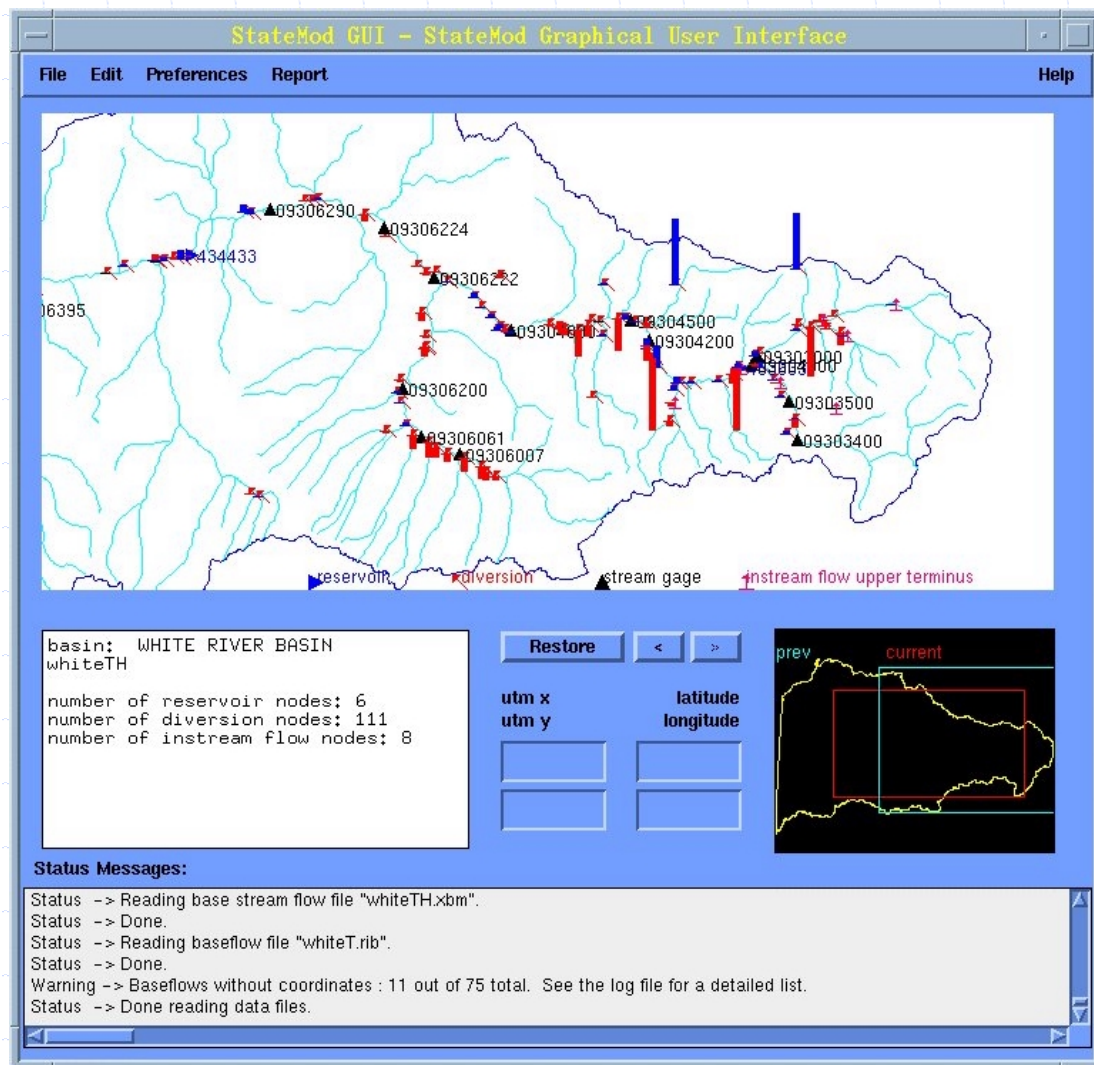 StateMod GUI - StateMod Graphical User Interface
File Edit Preferences Report Help
09306290
09306224
434433
09306222
06395
09304500
09304200
09306200
09303500
09306061
09303400
09306007
reservoir diversion stream gage instream flow upper terminus
basin: WHITE RIVER BASIN
whiteTH
number of reservoir nodes: 6
number of diversion nodes: 111
number of instream flow nodes: 8
Restore < >
utm x latitude
utm y longitude
prev current
Status Messages:
Status -> Reading base stream flow file "whiteTH.xbm".
Status -> Done.
Status -> Reading baseflow file "whiteT.rib".
Status -> Done.
Warning -> Baseflows without coordinates : 11 out of 75 total. See the log file for a detailed list.
Status -> Done reading data files.